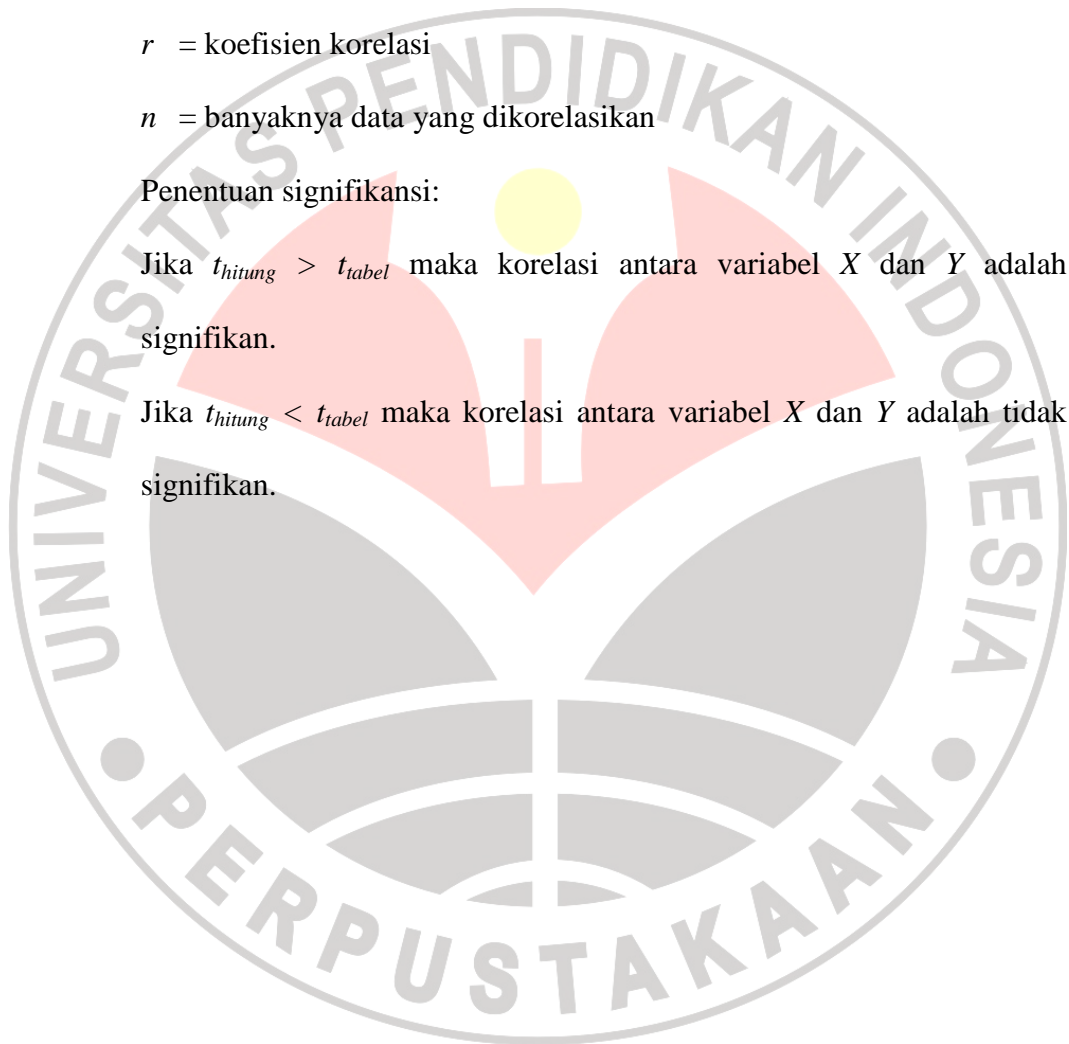 r = koefisien korelasi
n = banyaknya data yang dikorelasikan
Penentuan signifikansi:
Jika t_hitung > t_tabel maka korelasi antara variabel X dan Y adalah
signifikan.
Jika t_hitung < t_tabel maka korelasi antara variabel X dan Y adalah tidak
signifikan.
UNIVERSITAS PENDIDIKAN INDONESIA
PERPUSTAKAAN